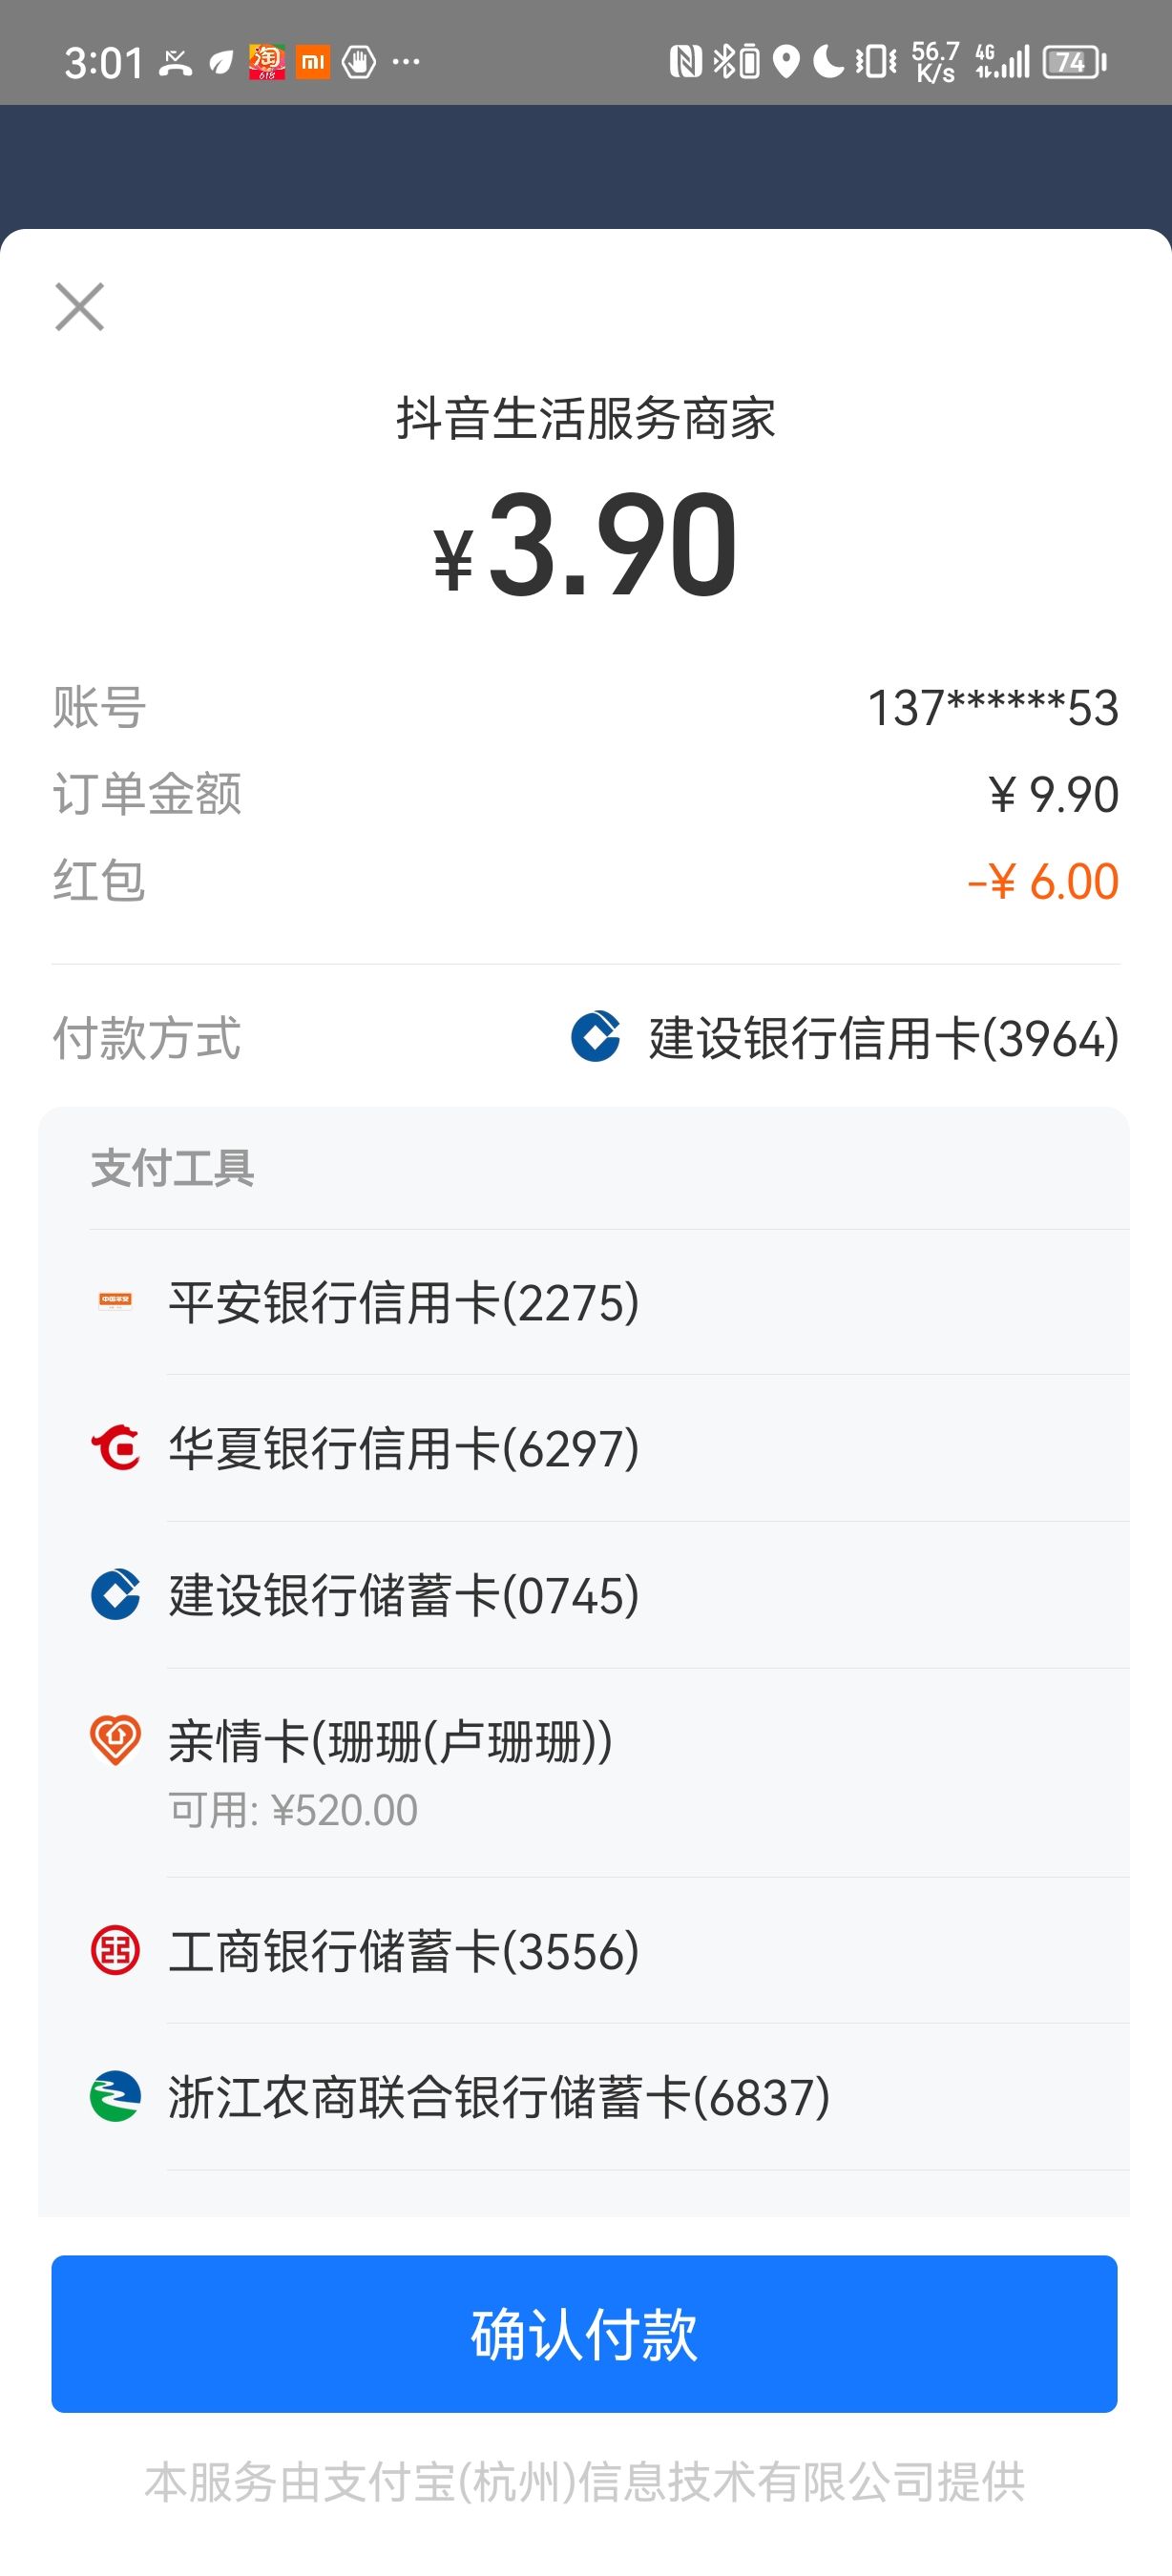 3:01
淘
618
mi
56.7
K/s
4G
74
抖音生活服务商家
¥3.90
账号 137******53
订单金额 ¥ 9.90
红包 -¥ 6.00
付款方式 建设银行信用卡(3964)
支付工具
平安银行信用卡(2275)
华夏银行信用卡(6297)
建设银行储蓄卡(0745)
亲情卡(珊珊(卢珊珊))
可用: ¥520.00
工商银行储蓄卡(3556)
浙江农商联合银行储蓄卡(6837)
确认付款
本服务由支付宝(杭州)信息技术有限公司提供